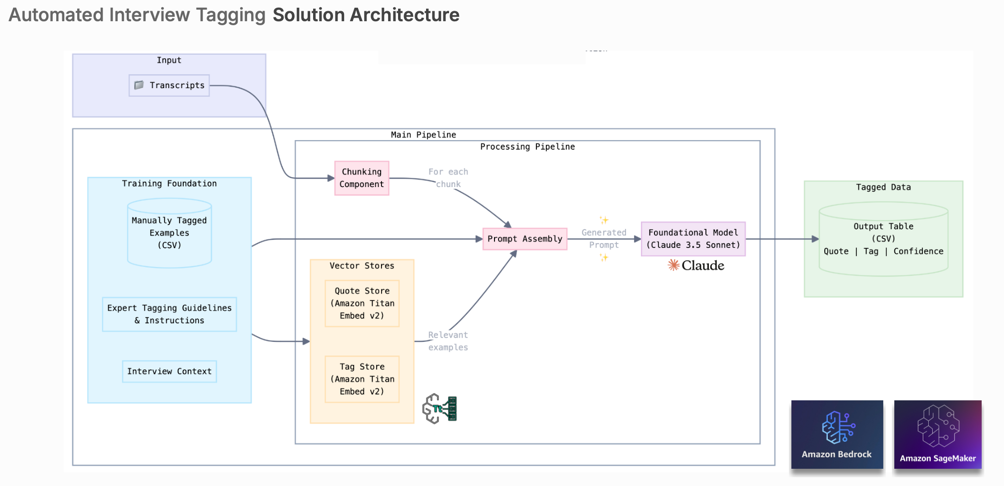 Automated Interview Tagging Solution Architecture
Input
Transcripts
Main Pipeline
Processing Pipeline
Training Foundation
Manually Tagged
Examples
(CSV)
Expert Tagging Guidelines
& Instructions
Interview Context
Chunking
Component
For each
chunk
Prompt Assembly
Generated
Prompt
Foundational Model
(Claude 3.5 Sonnet)
Claude
Vector Stores
Quote Store
(Amazon Titan
Embed v2)
Tag Store
(Amazon Titan
Embed v2)
Relevant
examples
Tagged Data
Output Table
(CSV)
Quote | Tag | Confidence
Amazon Bedrock
Amazon SageMaker